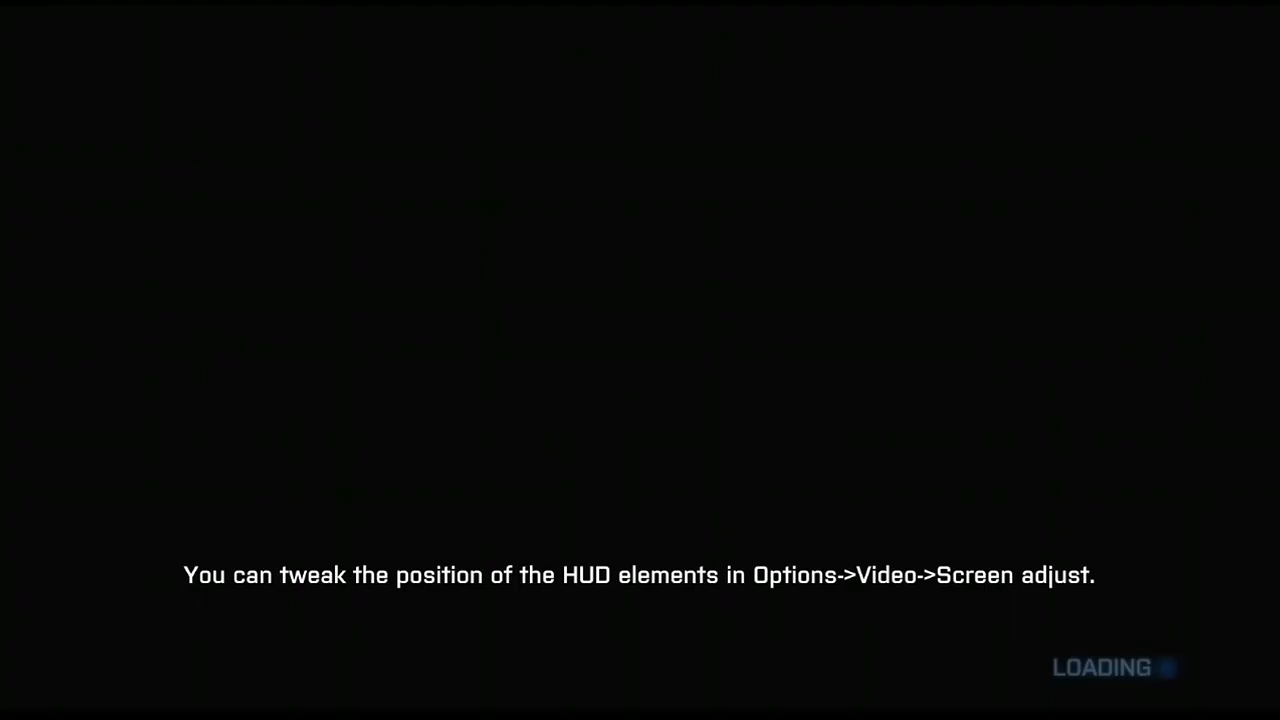 You can tweak the position of the HUD elements in Options->Video->Screen adjust.
LOADING